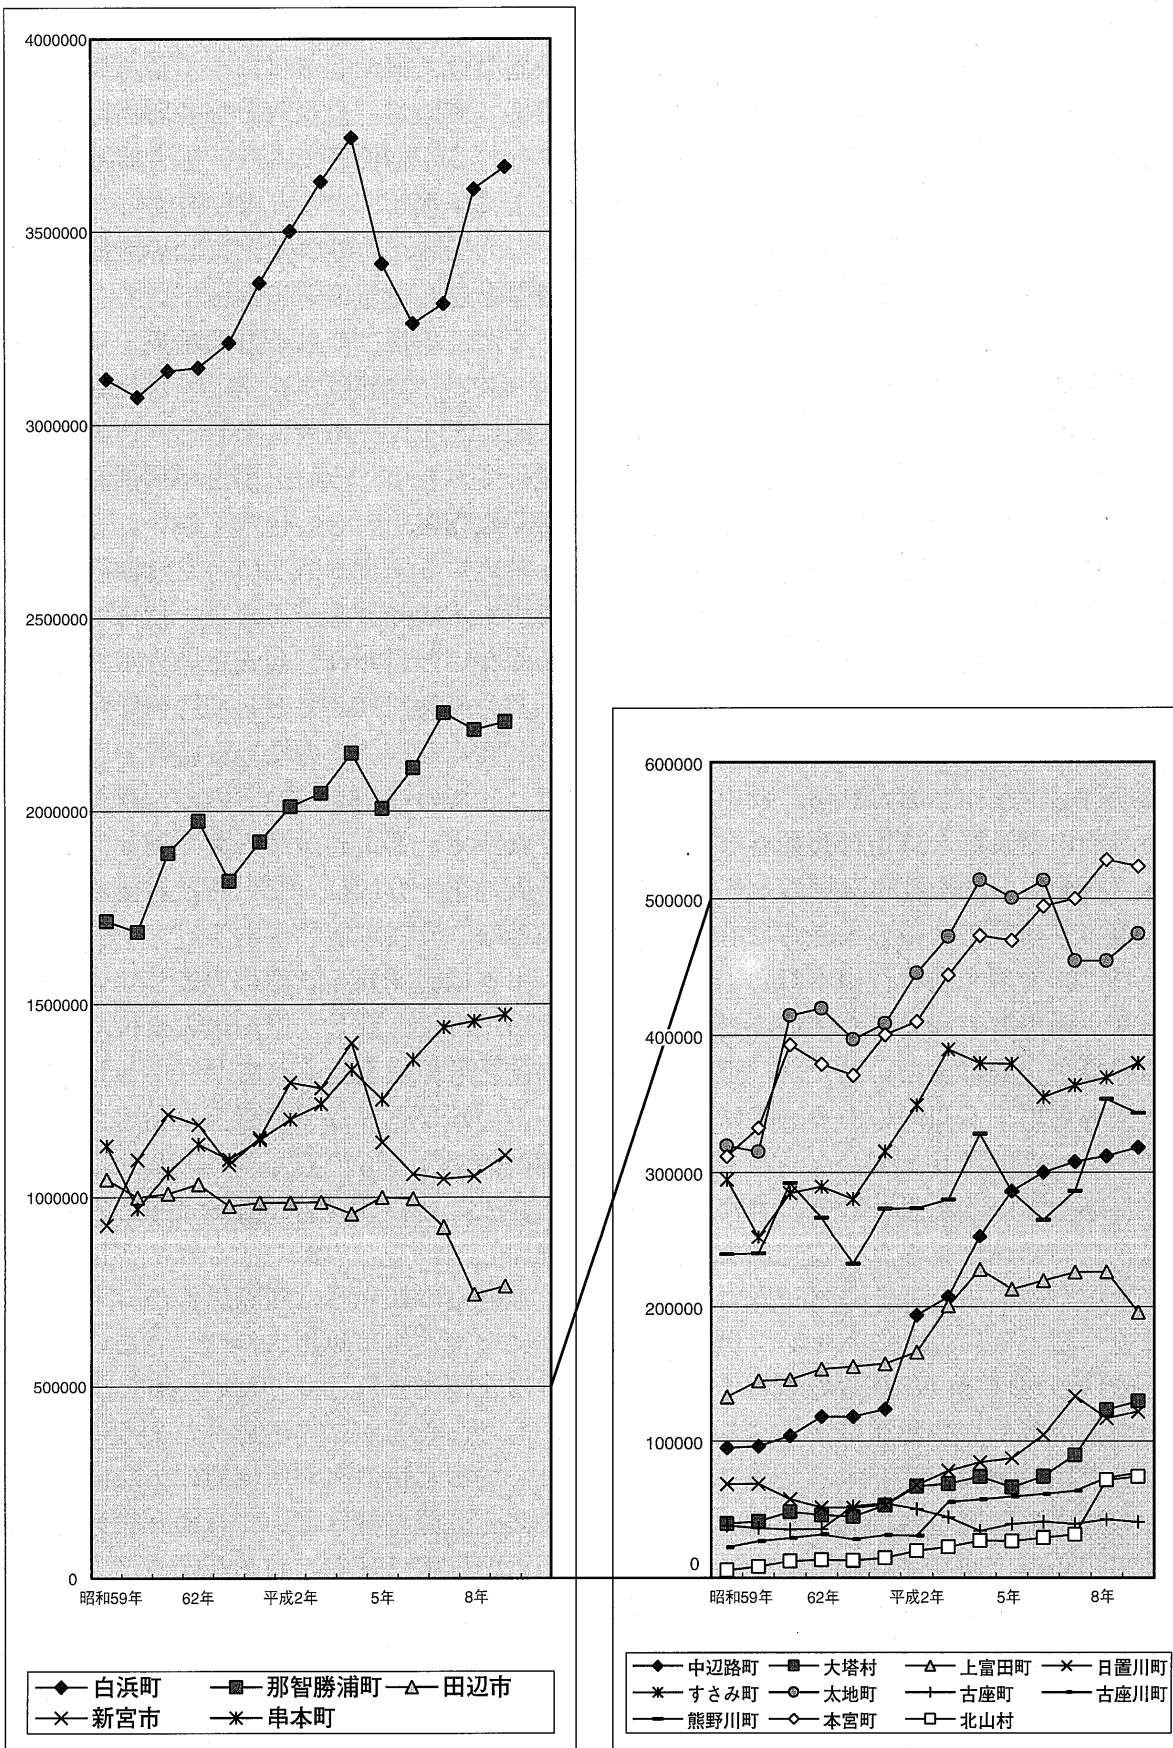 4000000
3500000
3000000
2500000
2000000
1500000
1000000
500000
0
昭和59年 62年 平成2年 5年 8年
白浜町 那智勝浦町 田辺市
新宮市 串本町
600000
500000
400000
300000
200000
100000
0
昭和59年 62年 平成2年 5年 8年
中辺路町 大塔村 上富田町 日置川町
すさみ町 太地町 古座町 古座川町
熊野川町 本宮町 北山村